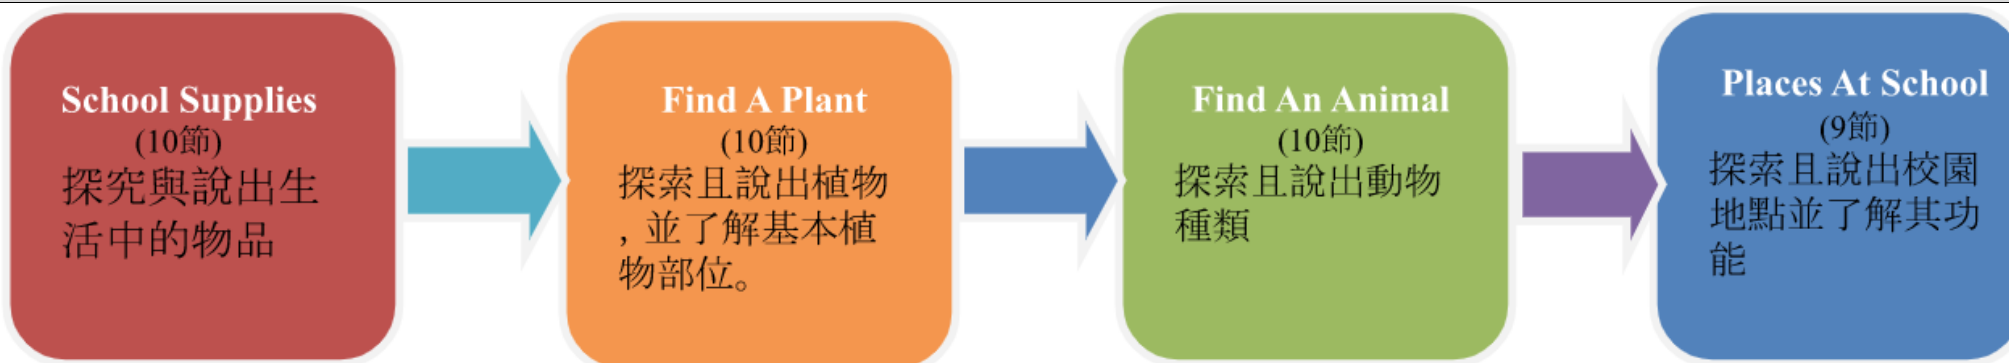 School Supplies
(10節)
探究與說出生
活中的物品
Find A Plant
(10節)
探索且說出植物
，並了解基本植
物部位。
Find An Animal
(10節)
探索且說出動物
種類
Places At School
(9節)
探索且說出校園
地點並了解其功
能